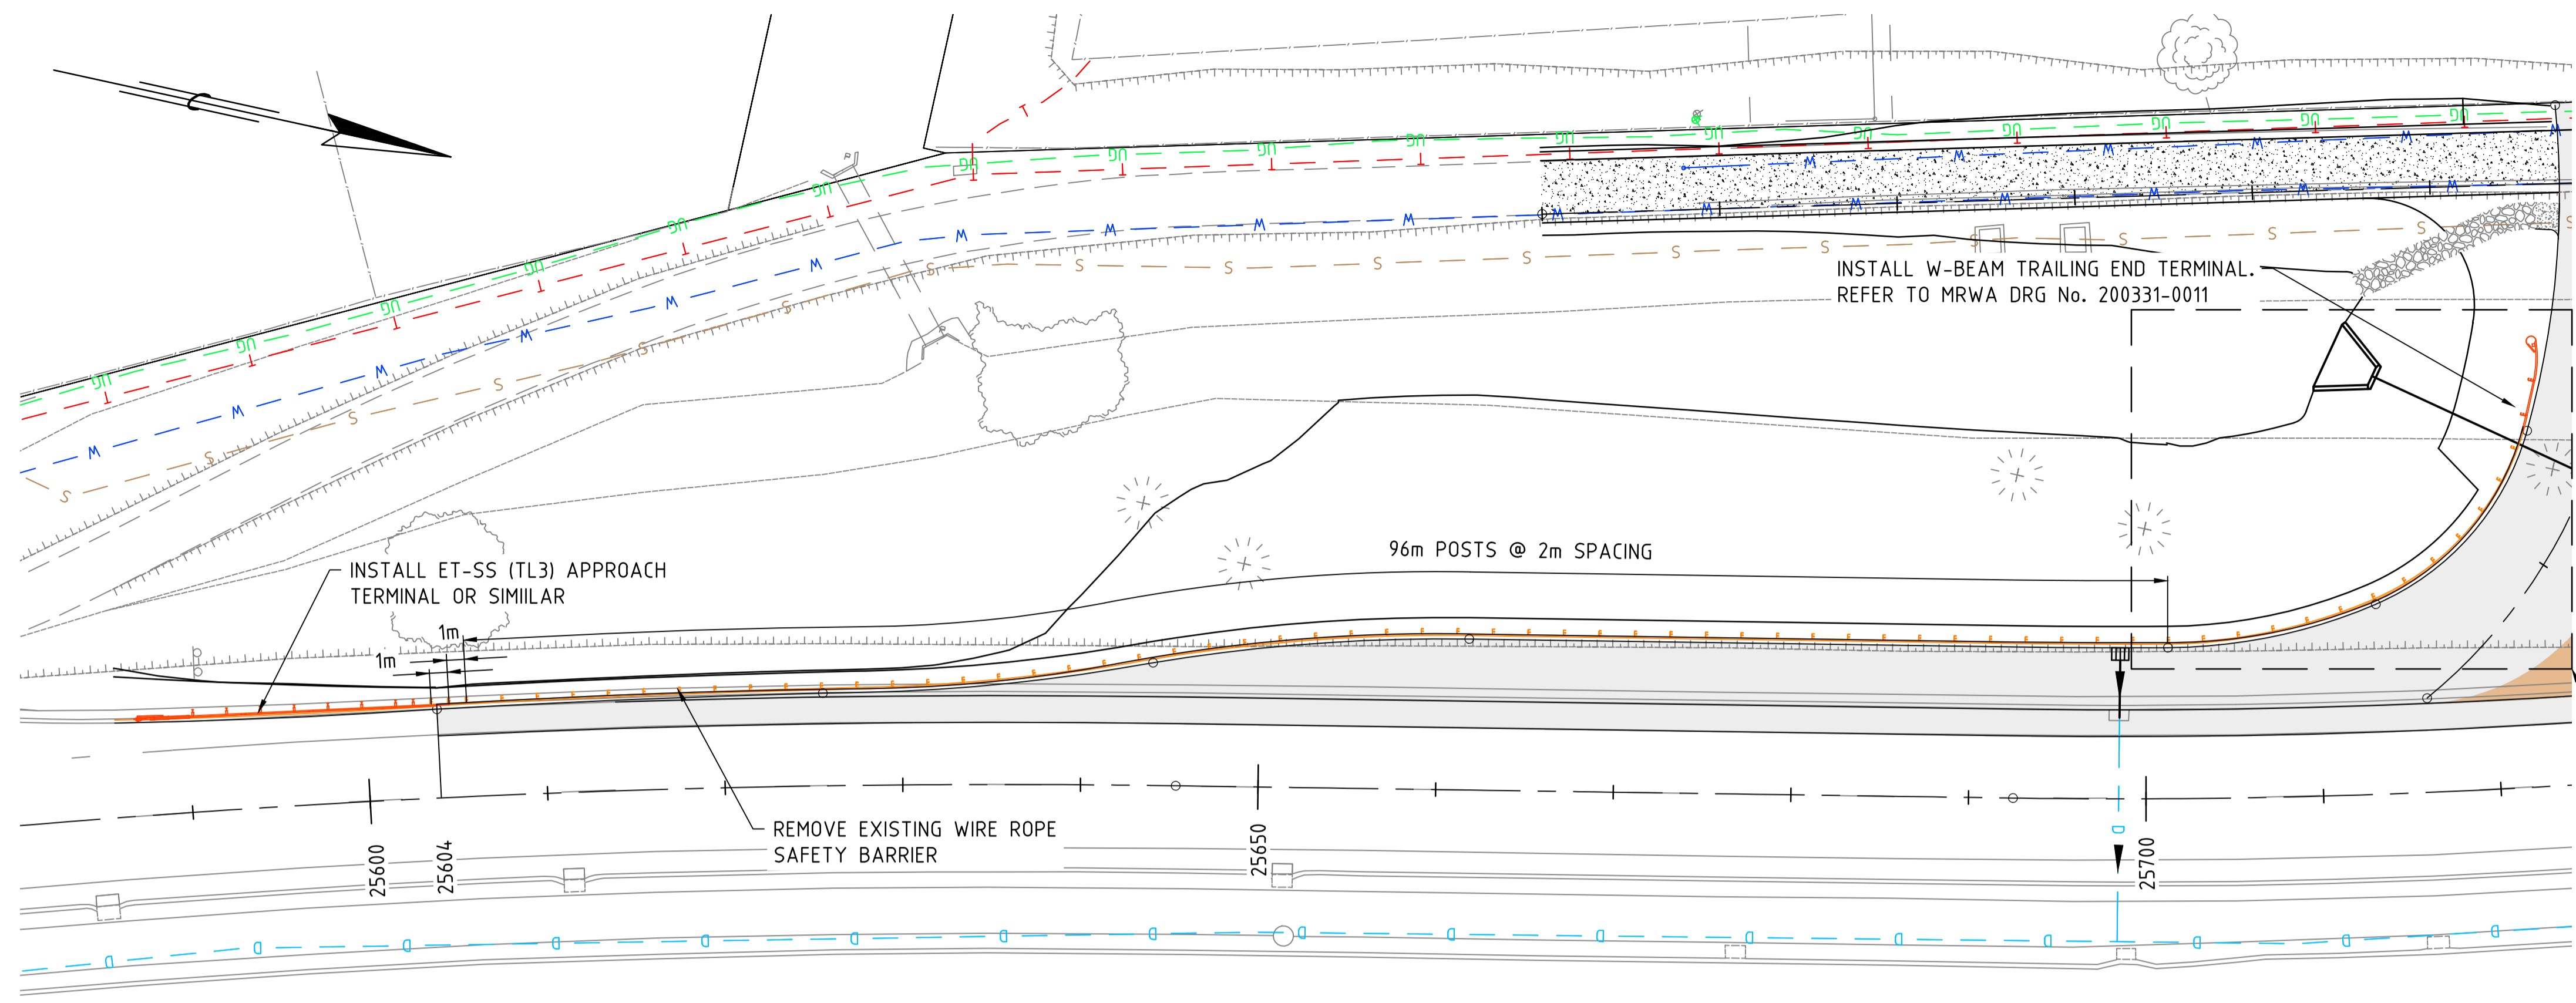 INSTALL W-BEAM TRAILING END TERMINAL.
REFER TO MRWA DRG No. 200331-0011
96m POSTS @ 2m SPACING
INSTALL ET-SS (TL3) APPROACH
TERMINAL OR SIMIILAR
1m
1m
REMOVE EXISTING WIRE ROPE
SAFETY BARRIER
25600
25604
25650
25700